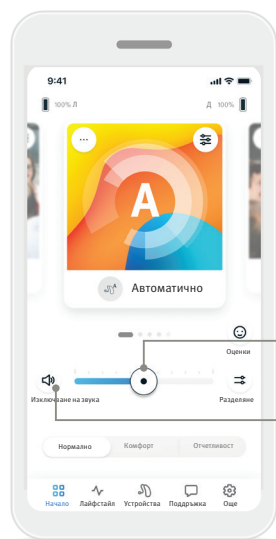 9:41
100% Л
Д 100%
A
Автоматично
Оценки
Изключване на звука
Разделяне
Нормално Комфорт Отчетливост
Начало Лайфстайл Устройства Поддръжка Още